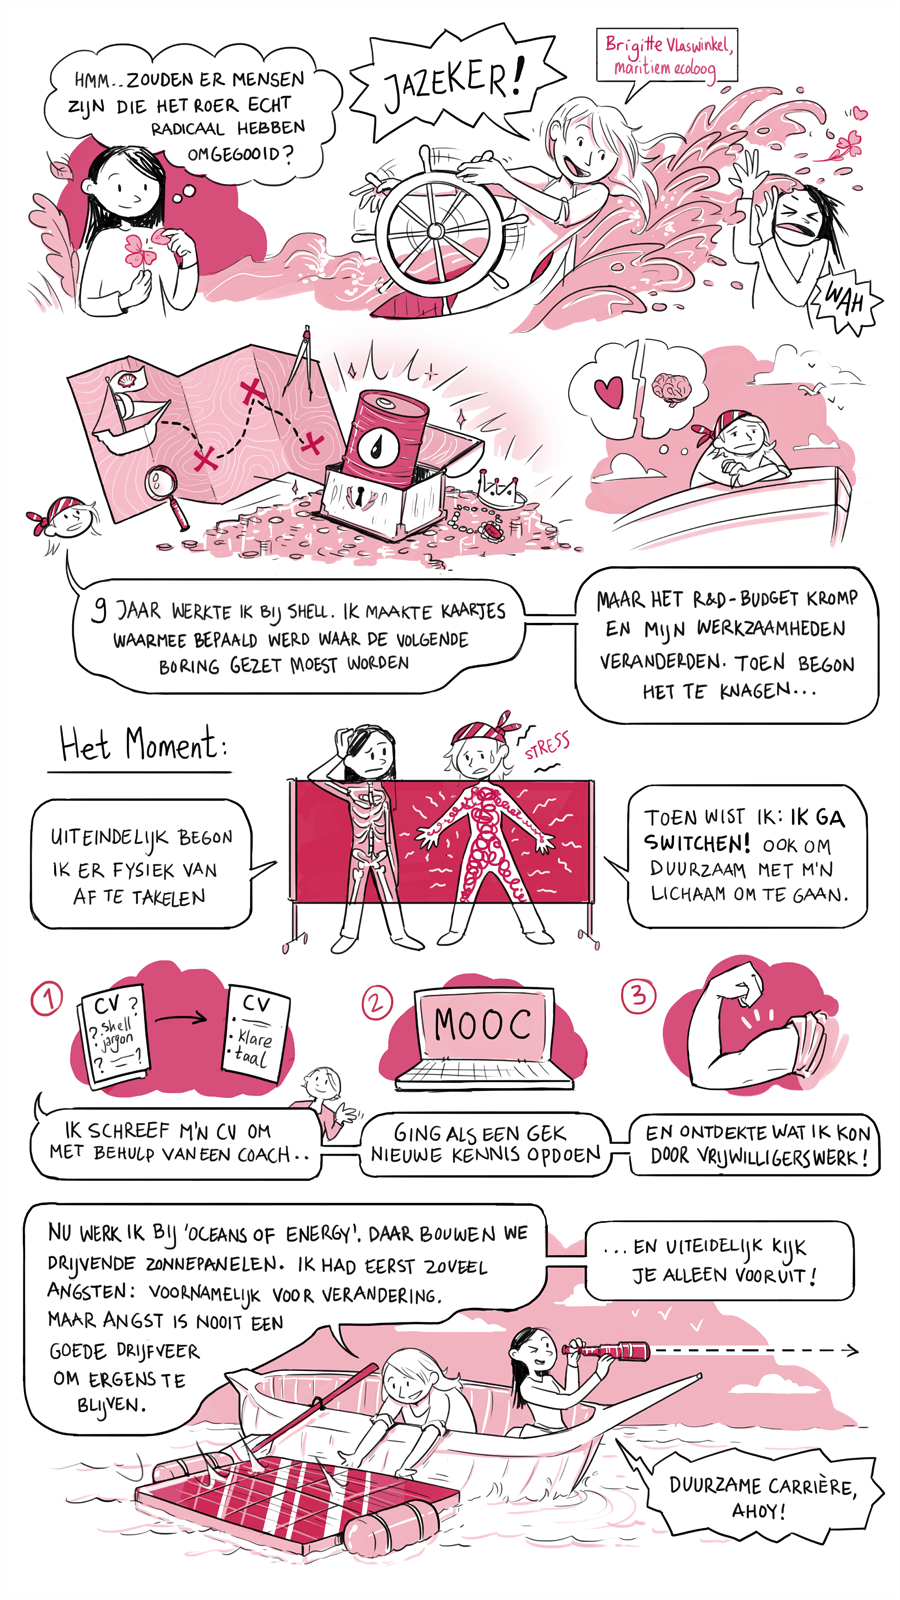 HMM.. ZOUDEN ER MENSEN
ZIJN DIE HET ROER ECHT
RADICAAL HEBBEN
OMGEGOOID?
JAZEKER!
Brigitte Vlaswinkel,
maritiem ecoloog
WAH
9 JAAR WERKTE IK BIJ SHELL. IK MAAKTE KAARTJES
WAARMEE BEPAALD WERD WAAR DE VOLGENDE
BORING GEZET MOEST WORDEN
MAAR HET R&D-BUDGET KROMP
EN MIJN WERKZAAMHEDEN
VERANDERDEN. TOEN BEGON
HET TE KNAGEN...
Het Moment:
STRESS
UITEINDELIJK BEGON
IK ER FYSIEK VAN
AF TE TAKELEN
TOEN WIST IK: IK GA
SWITCHEN! OOK OM
DUURZAAM MET M'N
LICHAAM OM TE GAAN.
1
CV
? shell ?
jargon
? ?
CV
• klare
• taal
IK SCHREEF M'N CV OM
MET BEHULP VAN EEN COACH..
2
MOOC
GING ALS EEN GEK
NIEUWE KENNIS OPDOEN
3
EN ONTDEKTE WAT IK KON
DOOR VRIJWILLIGERSWERK!
NU WERK IK BIJ 'OCEANS OF ENERGY'. DAAR BOUWEN WE
DRIJVENDE ZONNEPANELEN. IK HAD EERST ZOVEEL
ANGSTEN: VOORNAMELIJK VOOR VERANDERING.
MAAR ANGST IS NOOIT EEN
GOEDE DRIJFVEER
OM ERGENS TE
BLIJVEN.
...EN UITEIDELIJK KIJK
JE ALLEEN VOORUIT!
DUURZAME CARRIÈRE,
AHOY!